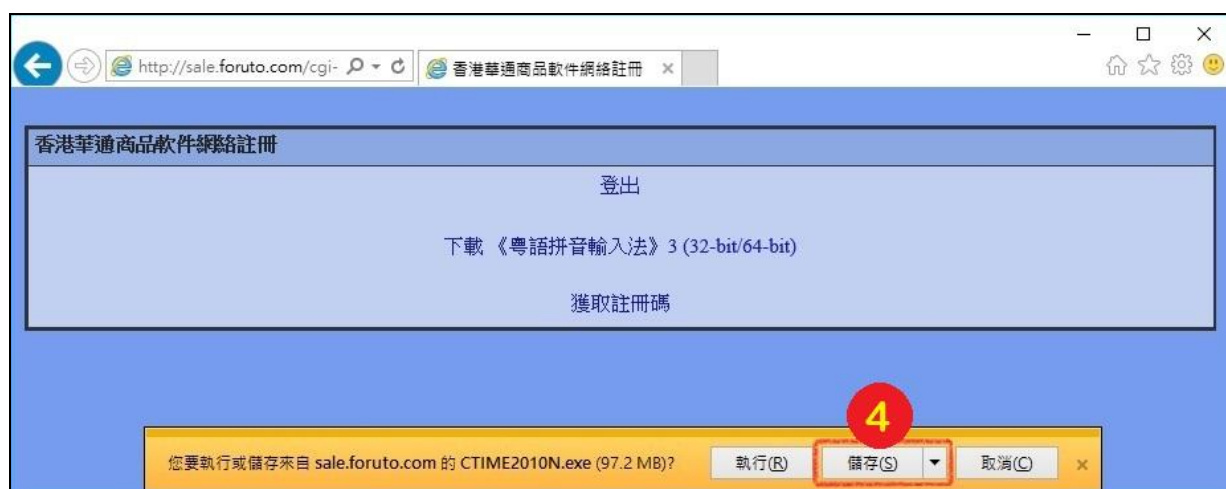 http://sale.foruto.com/cgi-
香港華通商品軟件網絡註冊
香港華通商品軟件網絡註冊
登出
下載 《粵語拼音輸入法》3 (32-bit/64-bit)
獲取註冊碼
4
您要執行或儲存來自 sale.foruto.com 的 CTIME2010N.exe (97.2 MB)?
執行(R)
儲存(S)
取消(C)